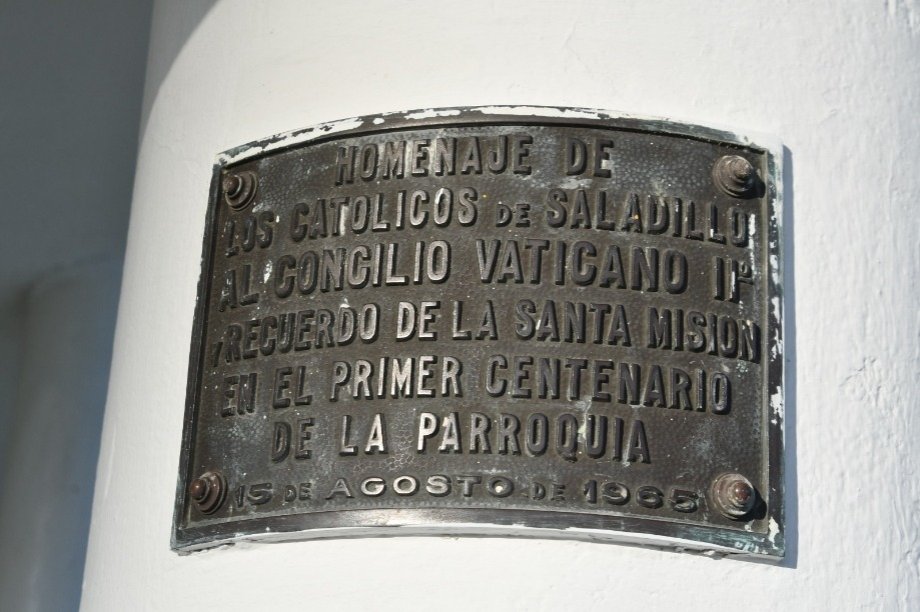 HOMENAJE DE
LOS CATOLICOS DE SALADILLO
AL CONCILIO VATICANO IIº
Y RECUERDO DE LA SANTA MISION
EN EL PRIMER CENTENARIO
DE LA PARROQUIA
15 DE AGOSTO DE 1965